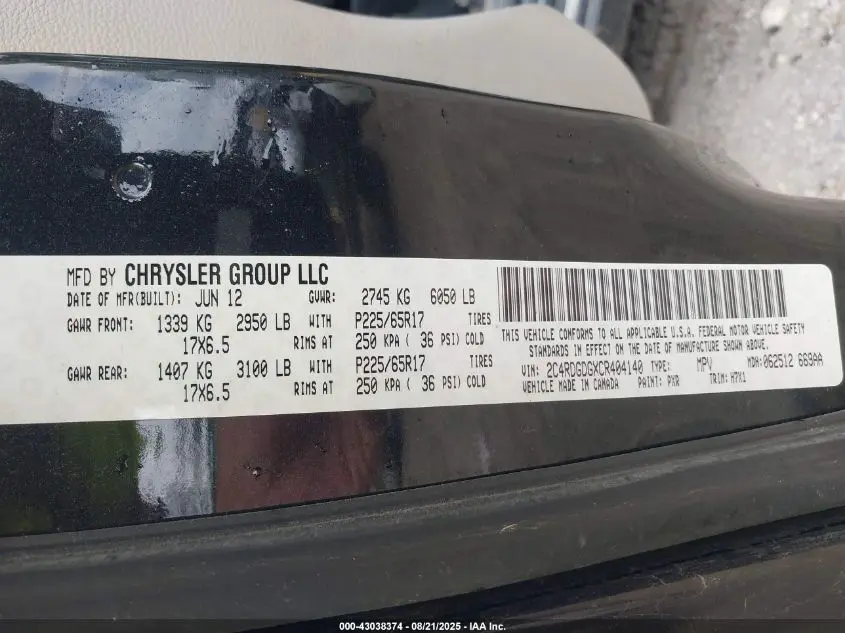 MFD BY CHRYSLER GROUP LLC
DATE OF MFR(BUILT): JUN 12 GVWR: 2745 KG 6050 LB
GAWR FRONT: 1339 KG 2950 LB WITH P225/65R17 TIRES
17X6.5 RIMS AT 250 KPA ( 36 PSI) COLD
GAWR REAR: 1407 KG 3100 LB WITH P225/65R17 TIRES
17X6.5 RIMS AT 250 KPA ( 36 PSI) COLD
THIS VEHICLE CONFORMS TO ALL APPLICABLE U.S.A. FEDERAL MOTOR VEHICLE SAFETY
STANDARDS IN EFFECT ON THE DATE OF MANUFACTURE SHOWN ABOVE.
VIN: 2C4RDGDGXCR404140 TYPE: MPV MDH: 062512 669AA
VEHICLE MADE IN CANADA PAINT: PXR TRIM: H7X1
000-43038374 - 08/21/2025 - IAA Inc.